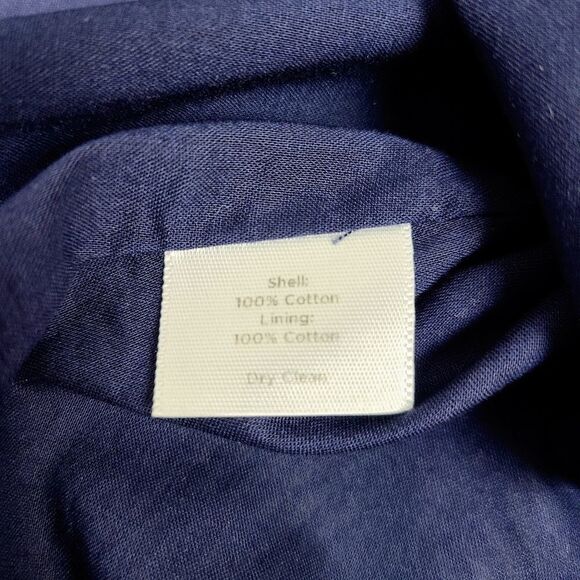 Shell:
100% Cotton
Lining:
100% Cotton
Dry Clean